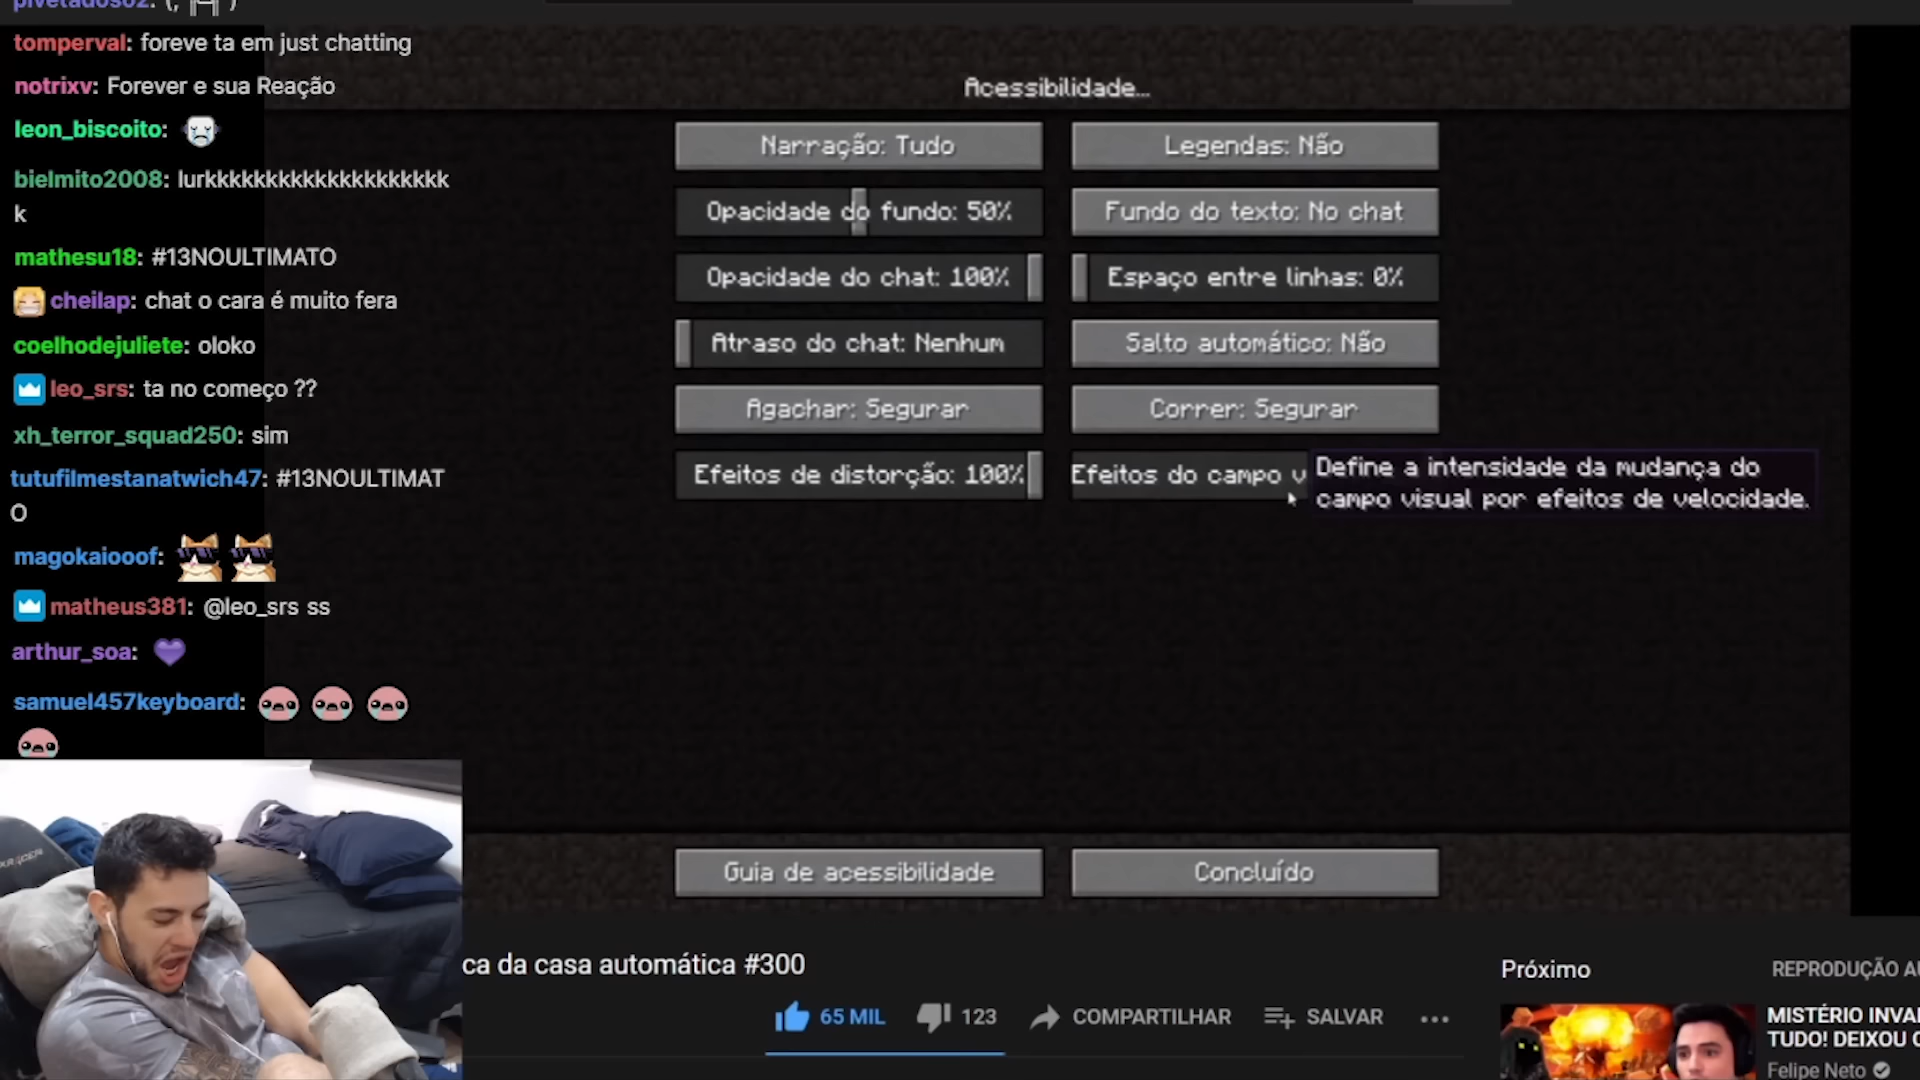 tomperval: foreve ta em just chatting
notrixv: Forever e sua Reação
leon_biscoito:
bielmito2008: lurkkkkkkkkkkkkkkkkkkkk
k
mathesu18: #13NOULTIMATO
cheilap: chat o cara é muito fera
coelhodejuliete: oloko
leo_srs: ta no começo ??
xh_terror_squad250: sim
tutufilmestanatwich47: #13NOULTIMAT
O
magokaiooof:
matheus381: @leo_srs ss
arthur_soa:
samuel457keyboard:
Acessibilidade...
Narração: Tudo
Legendas: Não
Opacidade do fundo: 50%
Fundo do texto: No chat
Opacidade do chat: 100%
Espaço entre linhas: 0%
Atraso do chat: Nenhum
Salto automático: Não
Agachar: Segurar
Correr: Segurar
Efeitos de distorção: 100%
Efeitos do campo v
Define a intensidade da mudança do
campo visual por efeitos de velocidade.
Guia de acessibilidade
Concluído
ca da casa automática #300
65 MIL
123
COMPARTILHAR
SALVAR
Próximo
REPRODUÇÃO
MISTÉRIO
TUDO! DEIXOU
Felipe Neto